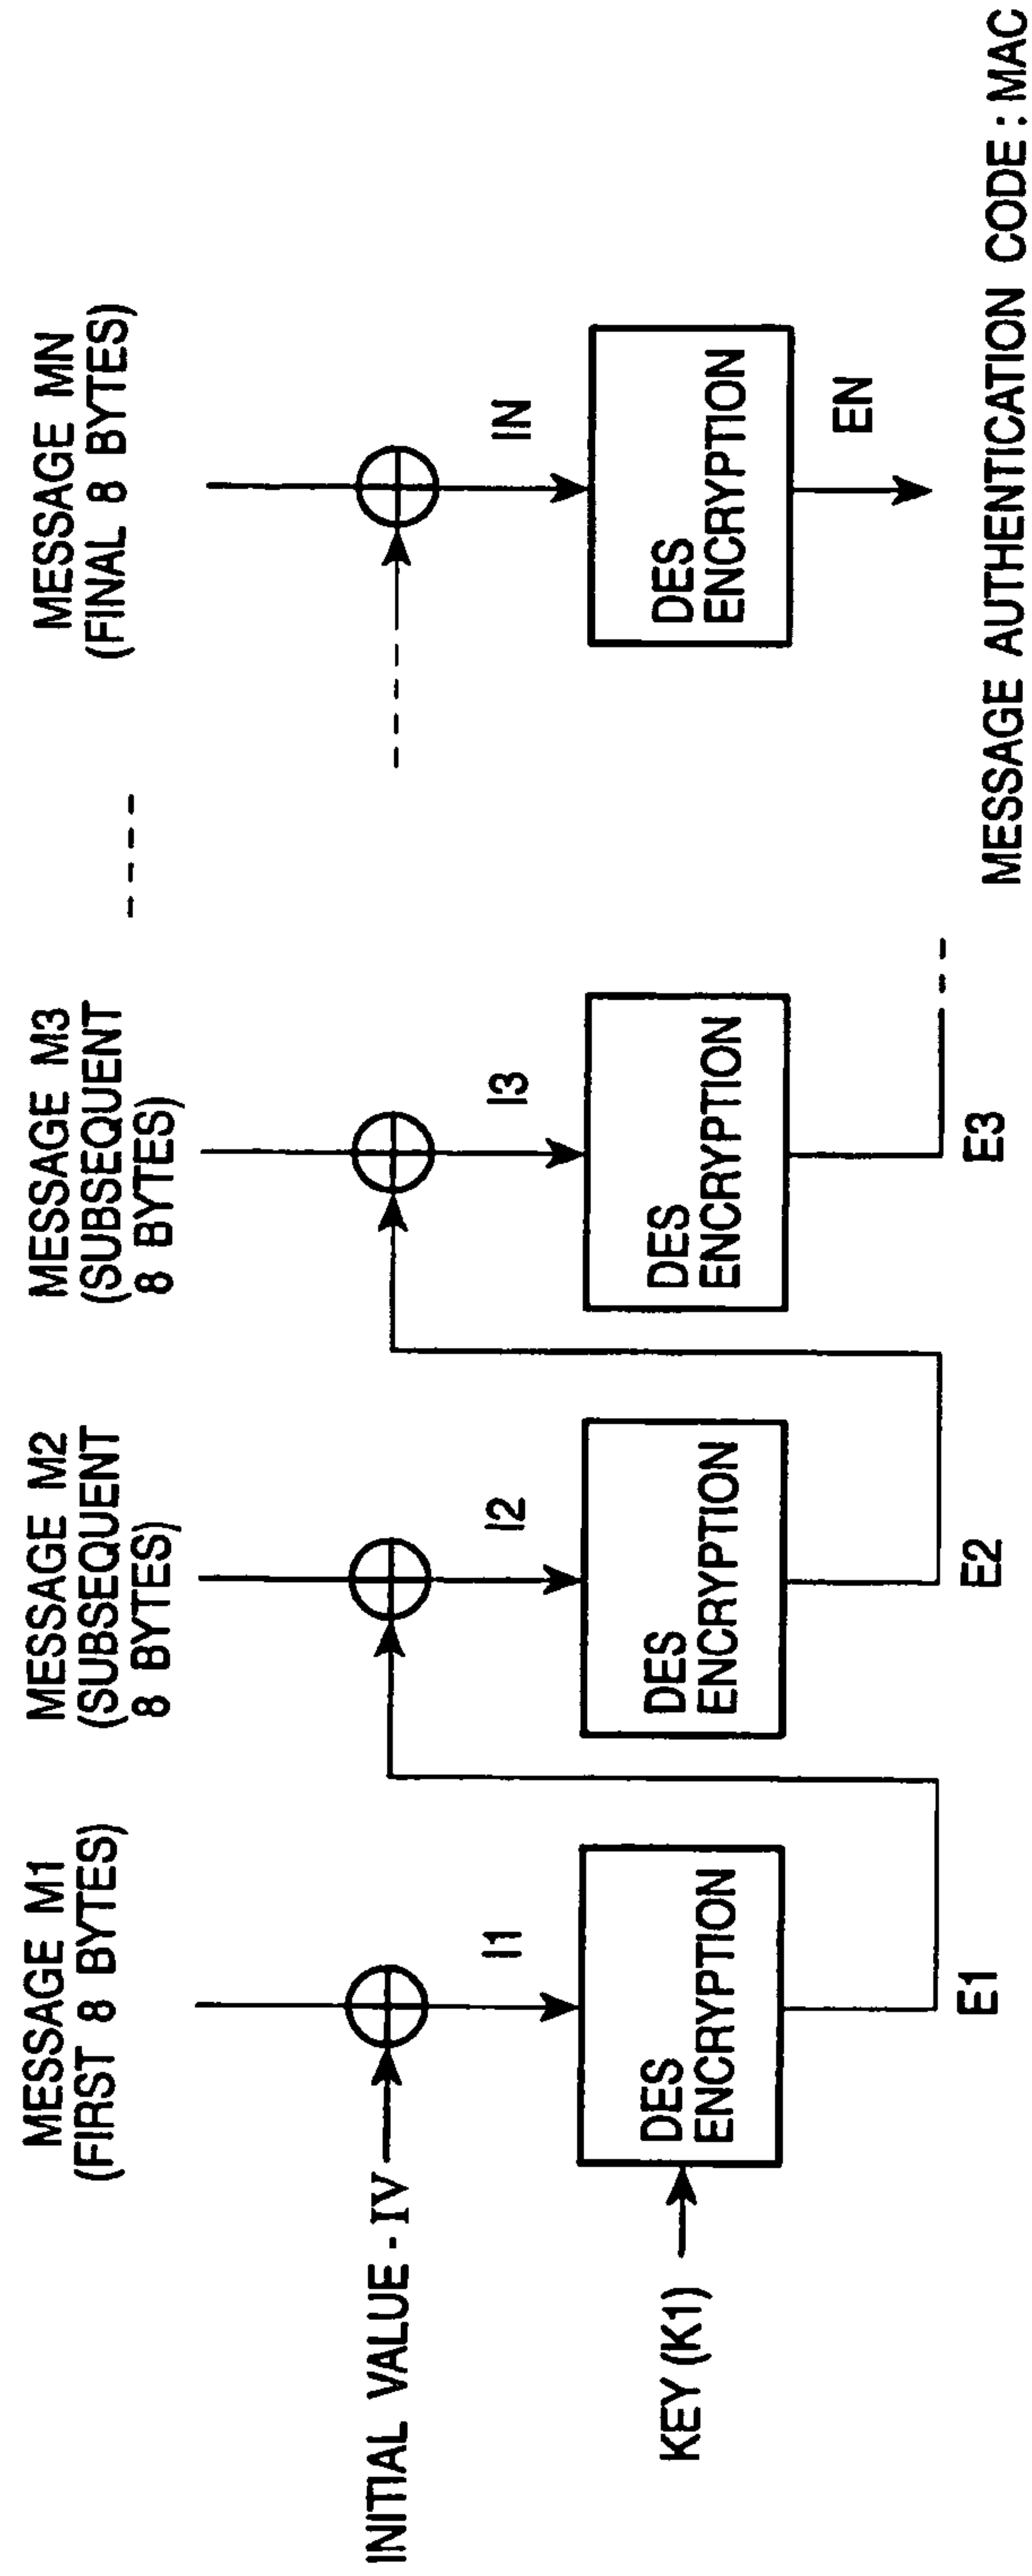 MESSAGE M1
(FIRST 8 BYTES)
MESSAGE M2
(SUBSEQUENT
8 BYTES)
MESSAGE M3
(SUBSEQUENT
8 BYTES)
MESSAGE MN
(FINAL 8 BYTES)
INITIAL VALUE - IV
I1
I2
I3
IN
KEY (K1)
DES
ENCRYPTION
DES
ENCRYPTION
DES
ENCRYPTION
DES
ENCRYPTION
E1
E2
E3
EN
MESSAGE AUTHENTICATION CODE : MAC